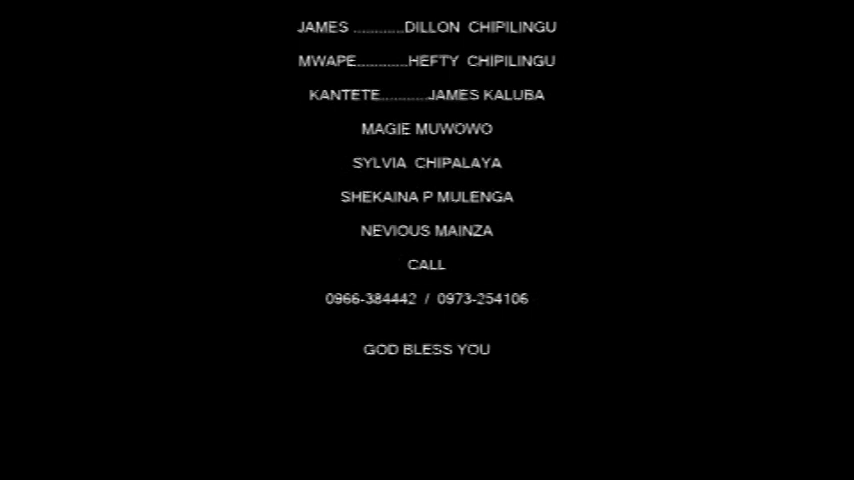 JAMES ............DILLON CHIPILINGU
MWAPE............HEFTY CHIPILINGU
KANTETE...........JAMES KALUBA
MAGIE MUWOWO
SYLVIA CHIPALAYA
SHEKAINA P MULENGA
NEVIOUS MAINZA
CALL
0966-384442 / 0973-254106
GOD BLESS YOU